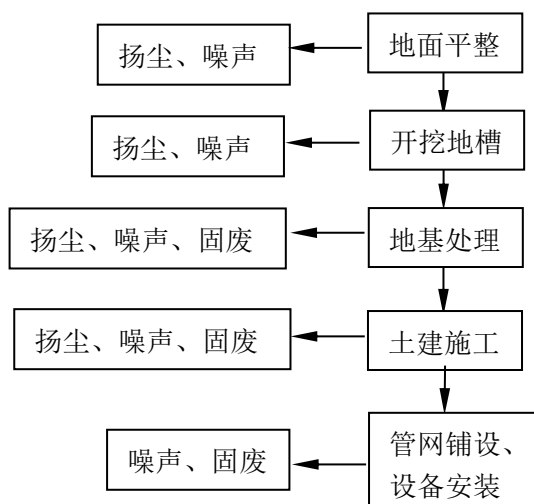 扬尘、噪声
地面平整
扬尘、噪声
开挖地槽
扬尘、噪声、固废
地基处理
扬尘、噪声、固废
土建施工
噪声、固废
管网铺设、
设备安装